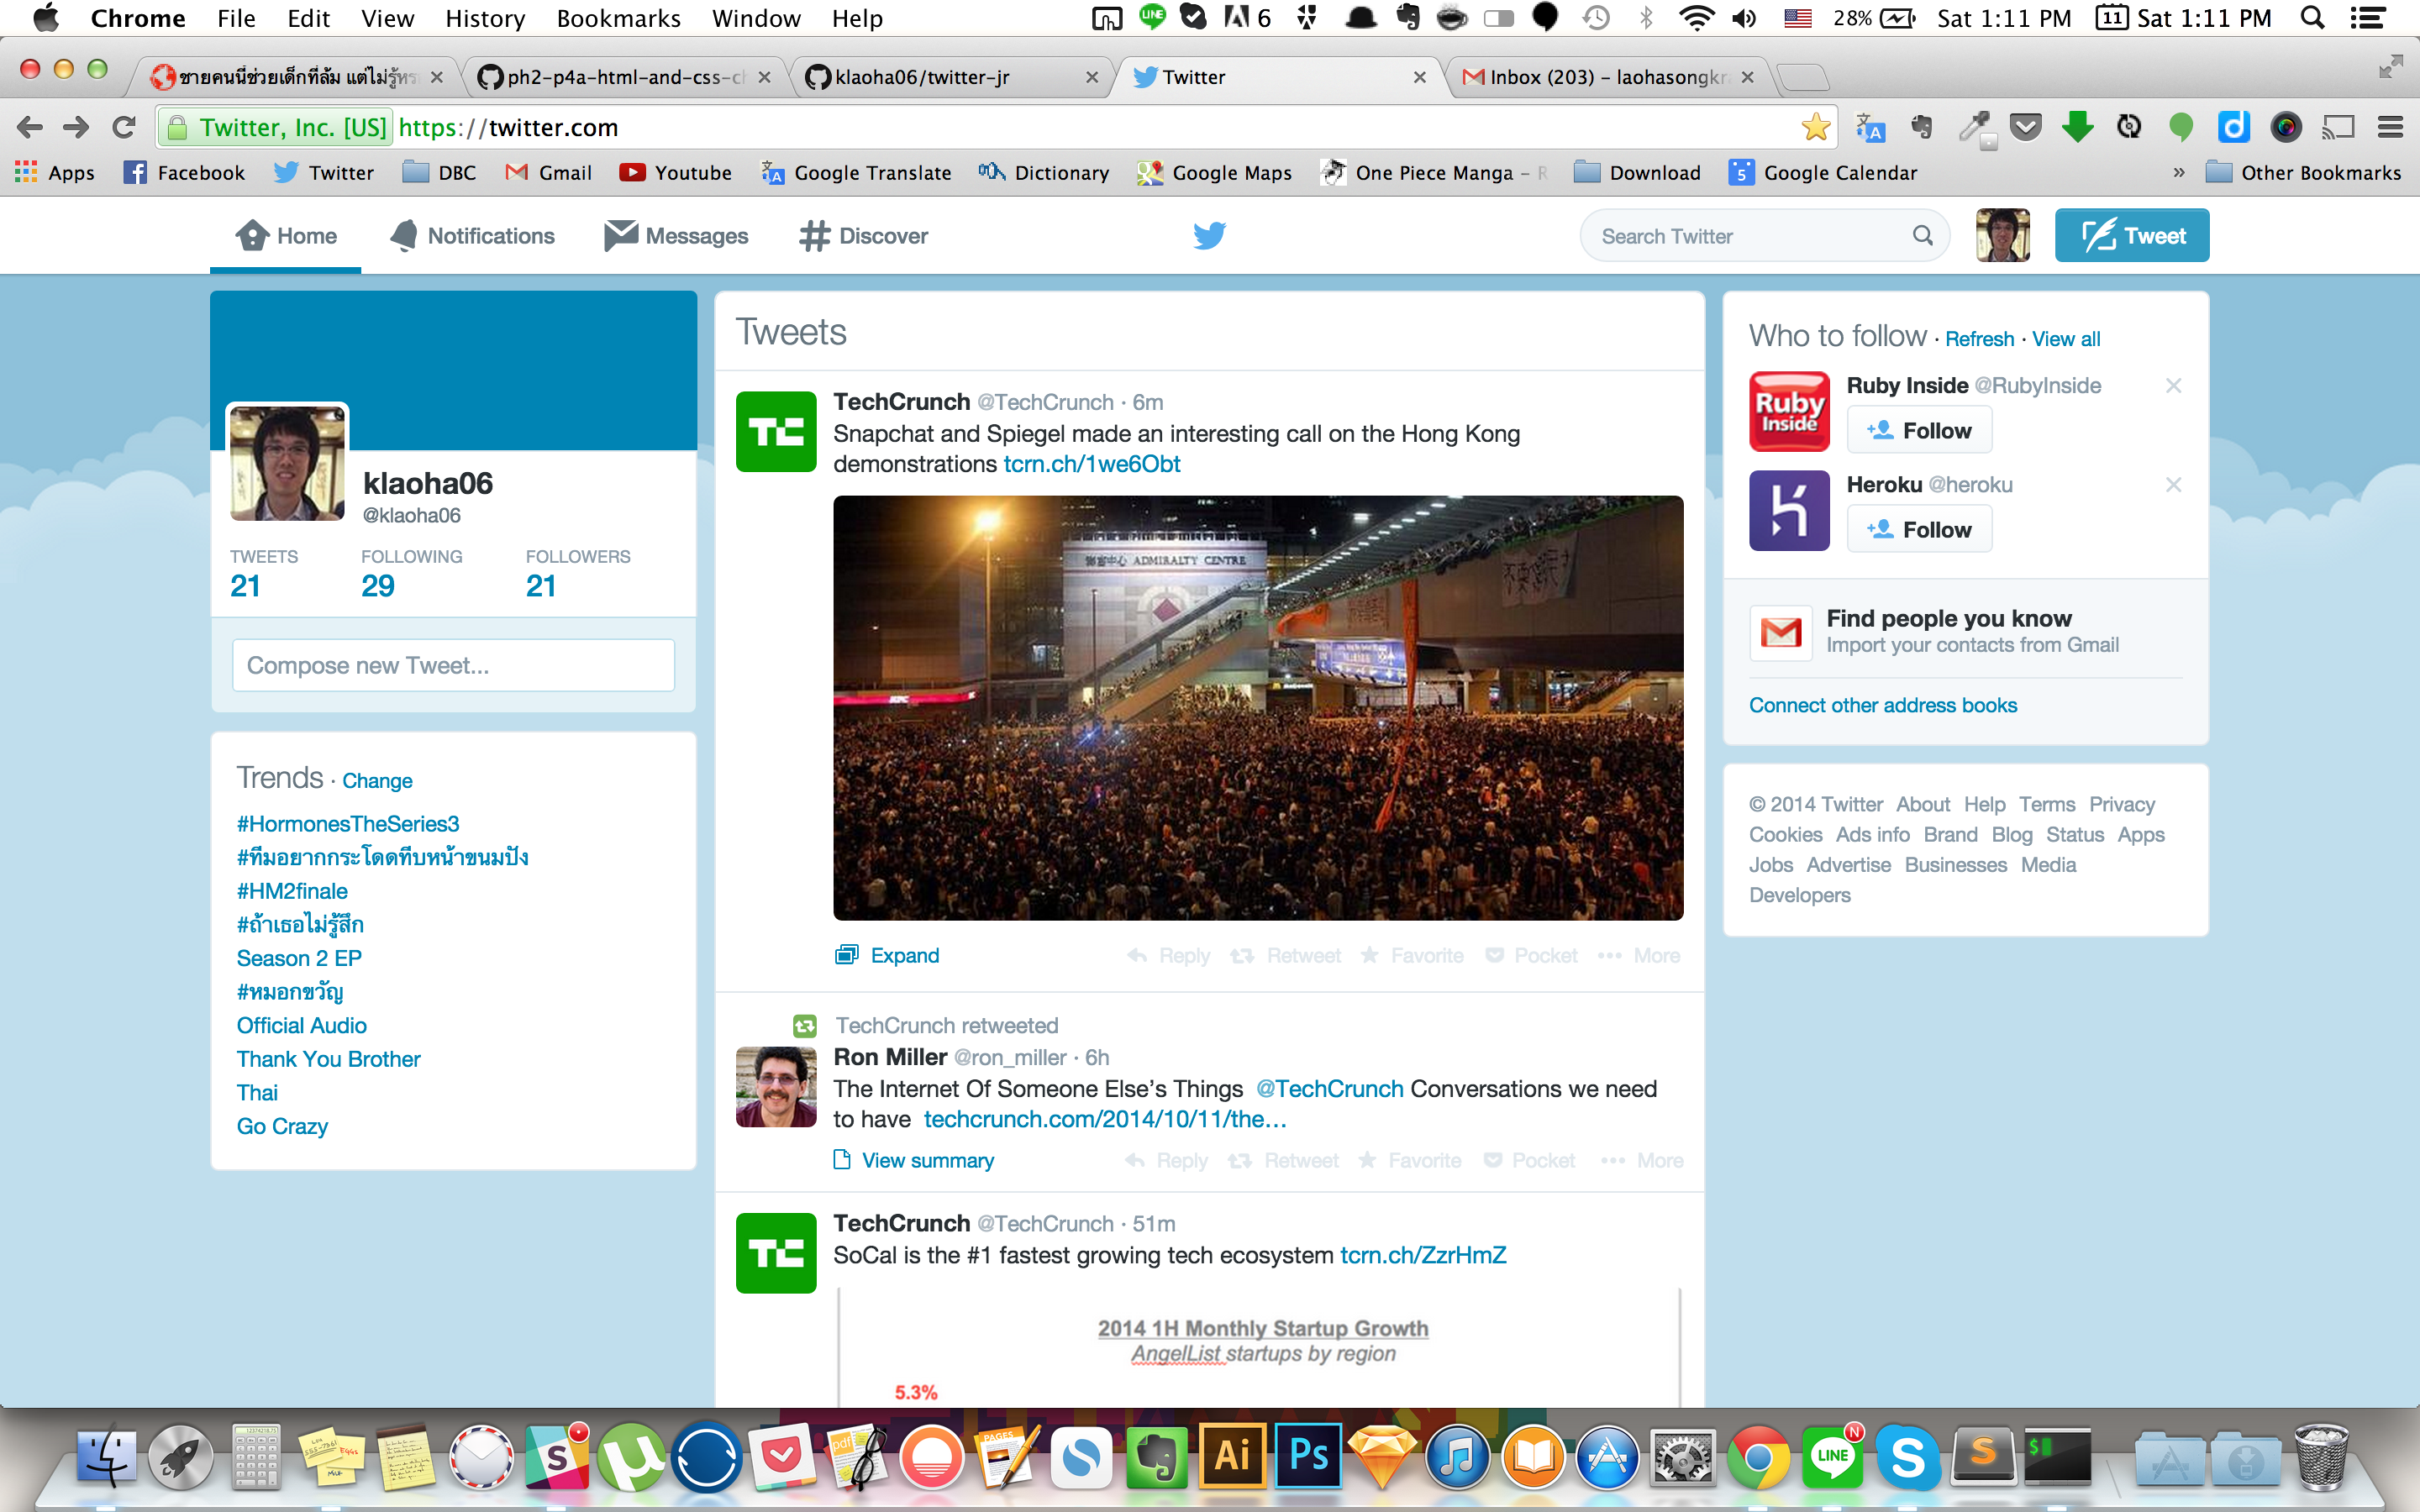 Chrome File Edit View History Bookmarks Window Help 6 28% Sat 1:11 PM 11 Sat 1:11 PM
ชายคนนี้ช่วยเด็กที่ล้ม แต่ไม่รู้ ph2-p4a-html-and-css-ch klaoha06/twitter-jr Twitter Inbox (203) - laohasongkr
Twitter, Inc. [US] https://twitter.com
Apps Facebook Twitter DBC Gmail Youtube Google Translate Dictionary Google Maps One Piece Manga - R Download 5 Google Calendar » Other Bookmarks
Home Notifications Messages Discover Search Twitter Tweet
klaoha06
@klaoha06
TWEETS FOLLOWING FOLLOWERS
21 29 21
Compose new Tweet...
Trends · Change
#HormonesTheSeries3
#ทีมอยากกระโดดทีบหน้าขนมปัง
#HM2finale
#ถ้าเธอไม่รู้สึก
Season 2 EP
#หมอกขวัญ
Official Audio
Thank You Brother
Thai
Go Crazy
Tweets
TechCrunch @TechCrunch · 6m
Snapchat and Spiegel made an interesting call on the Hong Kong
demonstrations tcrn.ch/1we6Obt
ADMIRALTY CENTRE
Expand Reply Retweet Favorite Pocket More
TechCrunch retweeted
Ron Miller @ron_miller · 6h
The Internet Of Someone Else’s Things @TechCrunch Conversations we need
to have techcrunch.com/2014/10/11/the…
View summary Reply Retweet Favorite Pocket More
TechCrunch @TechCrunch · 51m
SoCal is the #1 fastest growing tech ecosystem tcrn.ch/ZzrHmZ
2014 1H Monthly Startup Growth
AngelList startups by region
5.3%
Who to follow · Refresh · View all
Ruby Inside
Ruby Inside @RubyInside
Follow
Heroku @heroku
Follow
Find people you know
Import your contacts from Gmail
Connect other address books
© 2014 Twitter About Help Terms Privacy
Cookies Ads info Brand Blog Status Apps
Jobs Advertise Businesses Media
Developers
PAGES Ai Ps LINE N